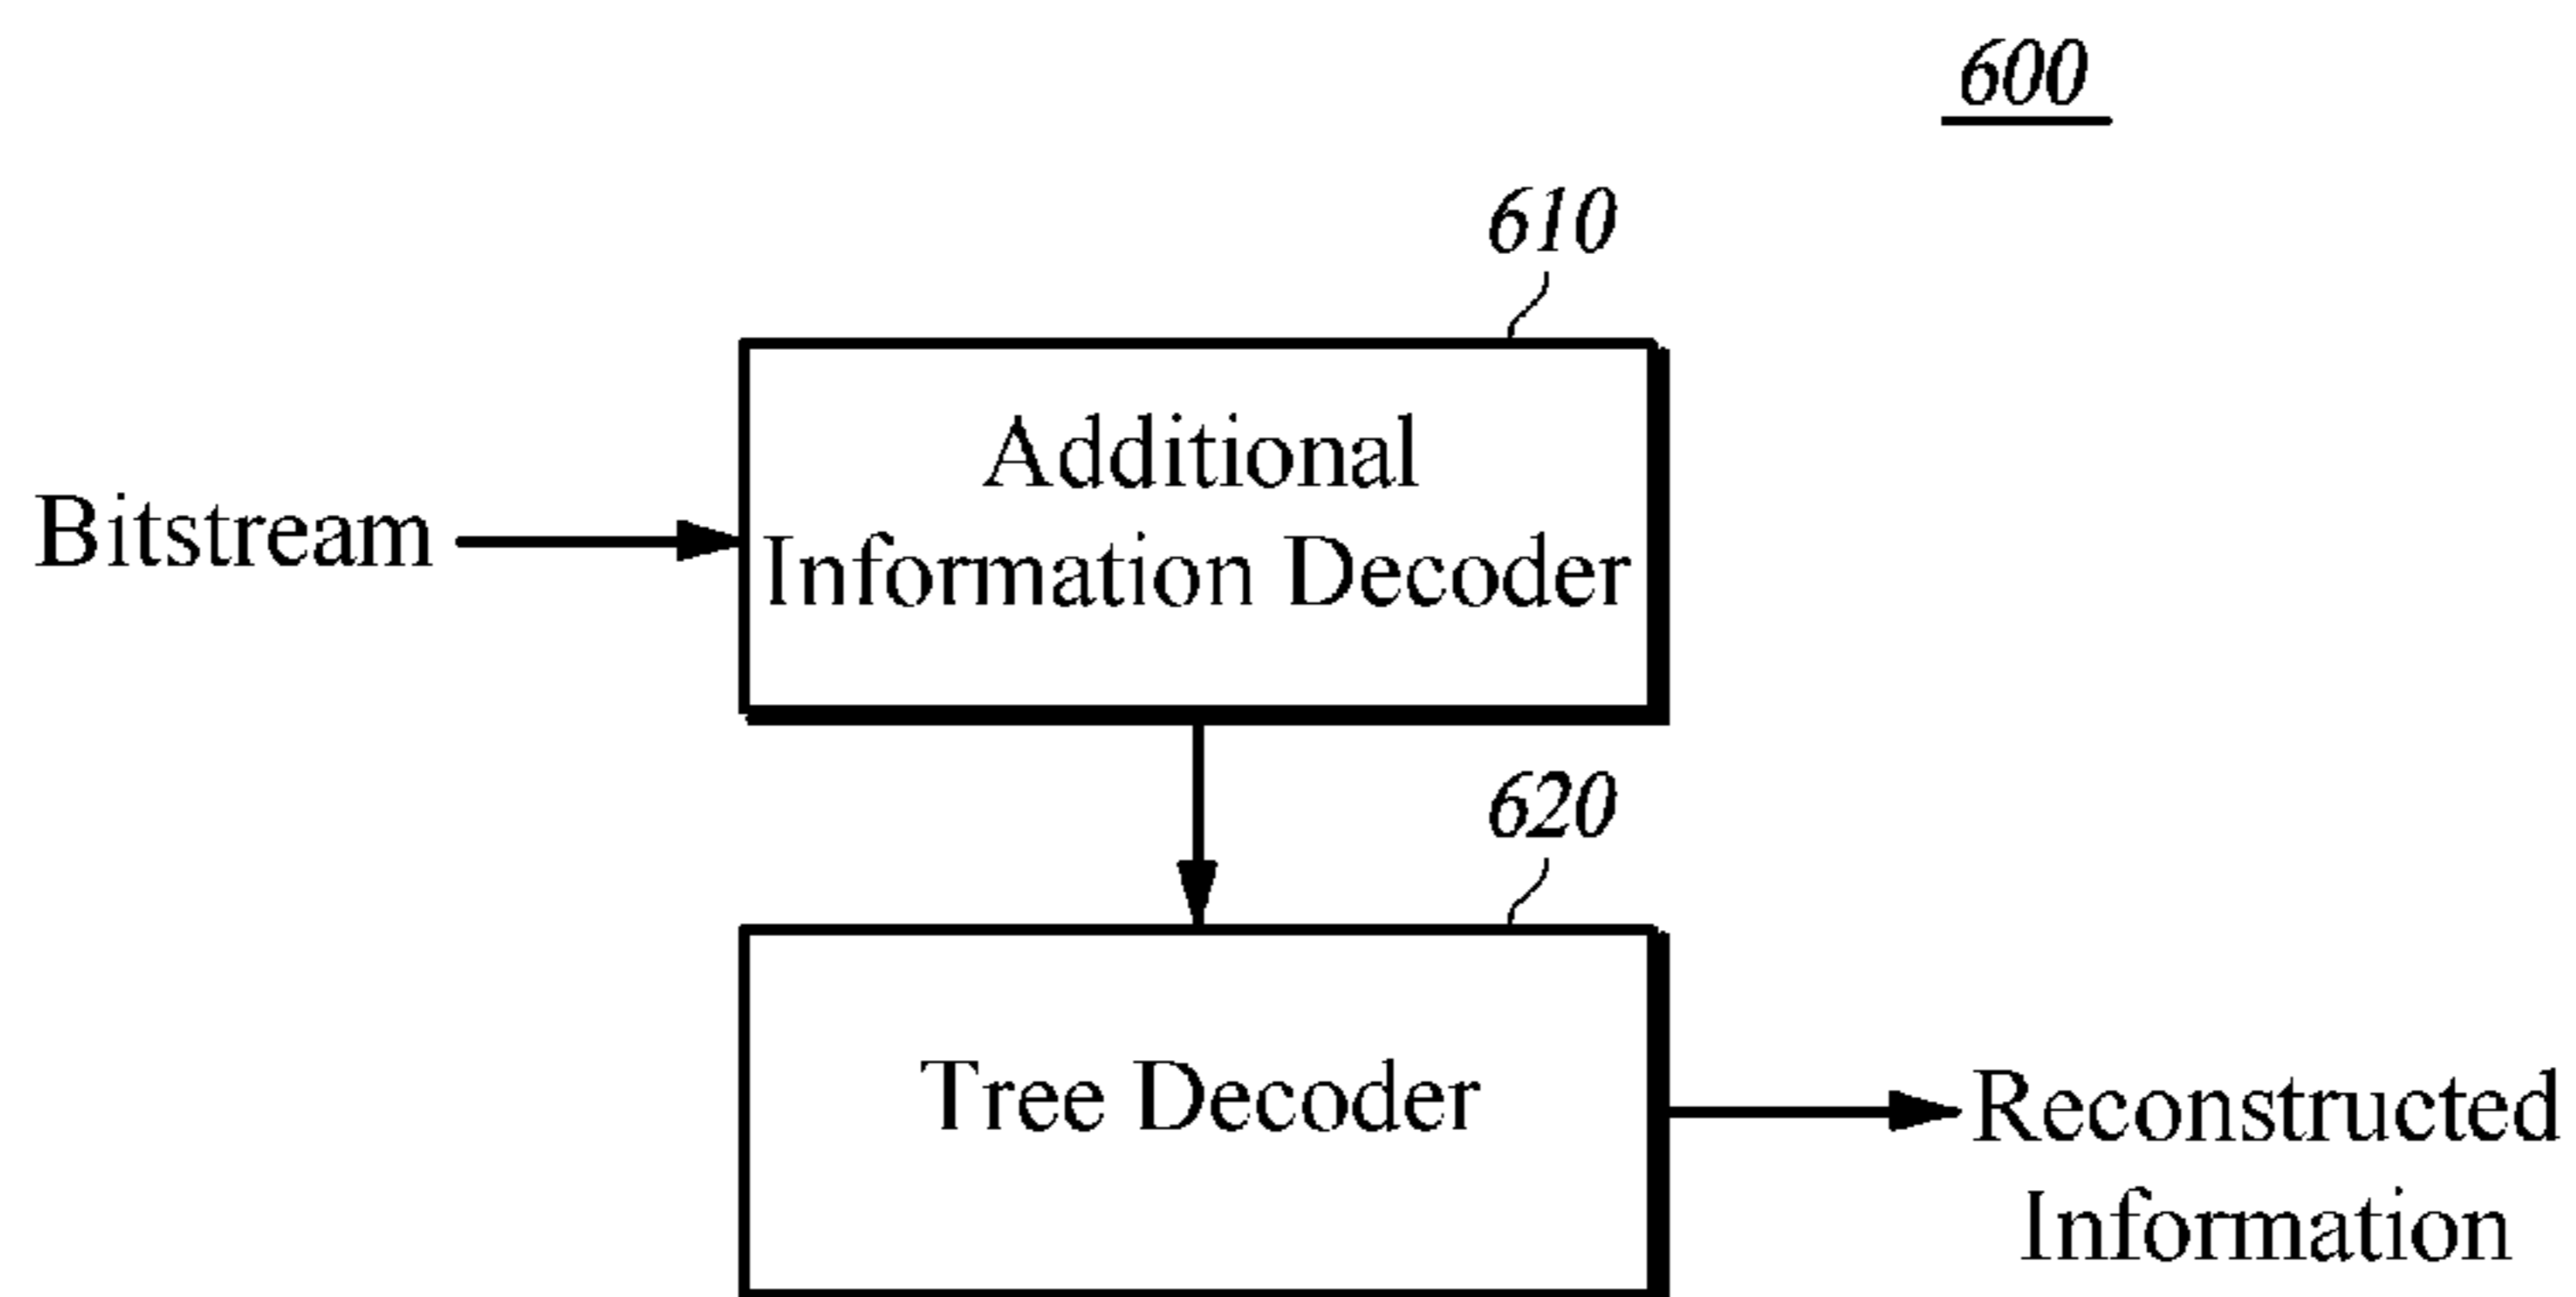 600
610
Additional
Information Decoder
Bitstream
620
Tree Decoder
Reconstructed
Information